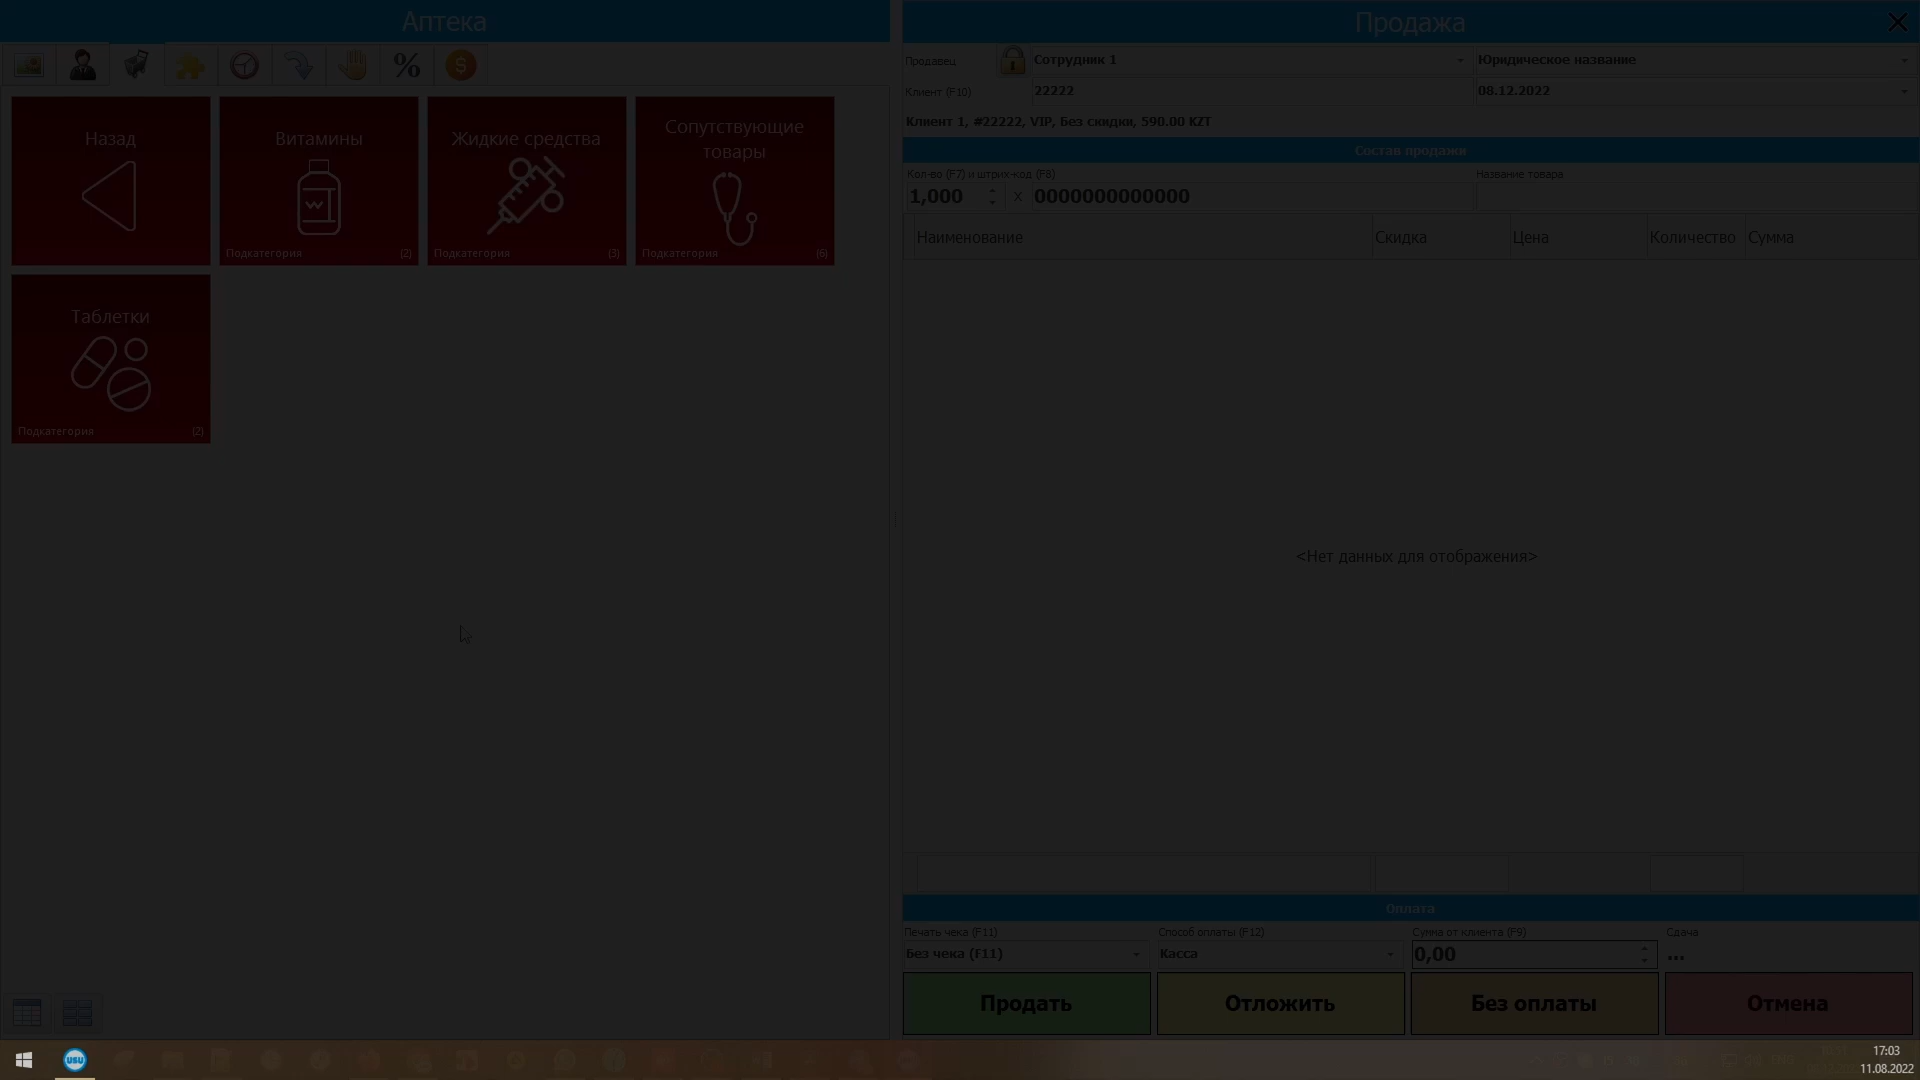 Аптека
Назад
Витамины
Подкатегория (2)
Жидкие средства
Подкатегория (3)
Сопутствующие
товары
Подкатегория (6)
Таблетки
Подкатегория (2)
Продажа
Продавец Сотрудник 1 Юридическое название
Клиент (F10) 22222 08.12.2022
Клиент 1, #22222, VIP, Без скидки, 590.00 KZT
Состав продажи
Кол-во (F7) и штрих-код (F8) Название товара
1,000 x 0000000000000
Наименование Скидка Цена Количество Сумма
<Нет данных для отображения>
Оплата
Печать чека (F11) Способ оплаты (F12) Сумма от клиента (F9) Сдача
Без чека (F11) Касса 0,00 ...
Продать Отложить Без оплаты Отмена
USU
17:03
11.08.2022